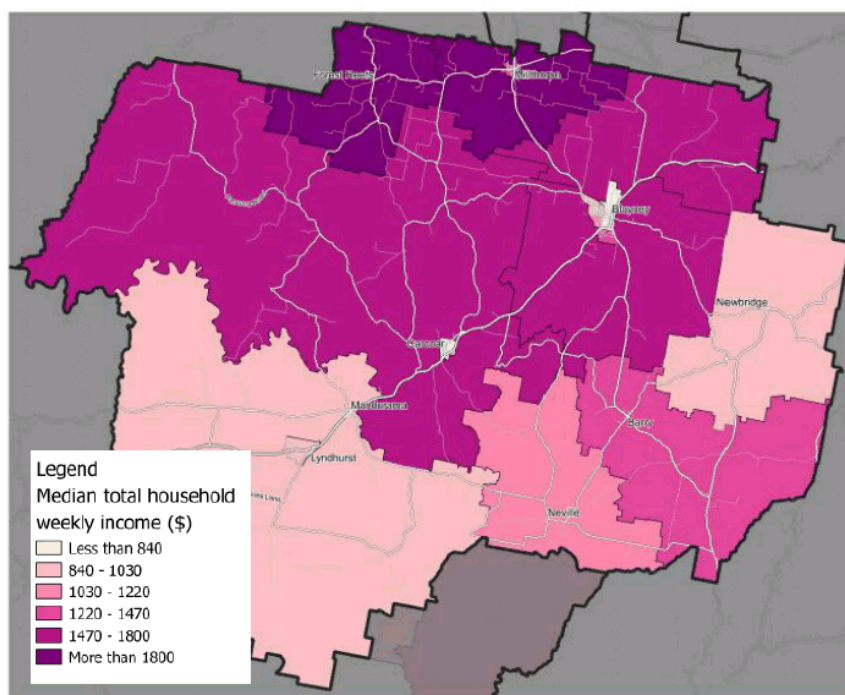 Forest Reefs
Millthorpe
Blayney
Newbridge
Carcoar
Mandurama
Barry
Lyndhurst
Neville
Legend
Median total household
weekly income ($)
Less than 840
840 - 1030
1030 - 1220
1220 - 1470
1470 - 1800
More than 1800